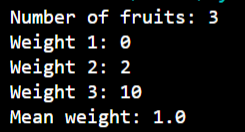 Number of fruits: 3
Weight 1: 0
Weight 2: 2
Weight 3: 10
Mean weight: 1.0